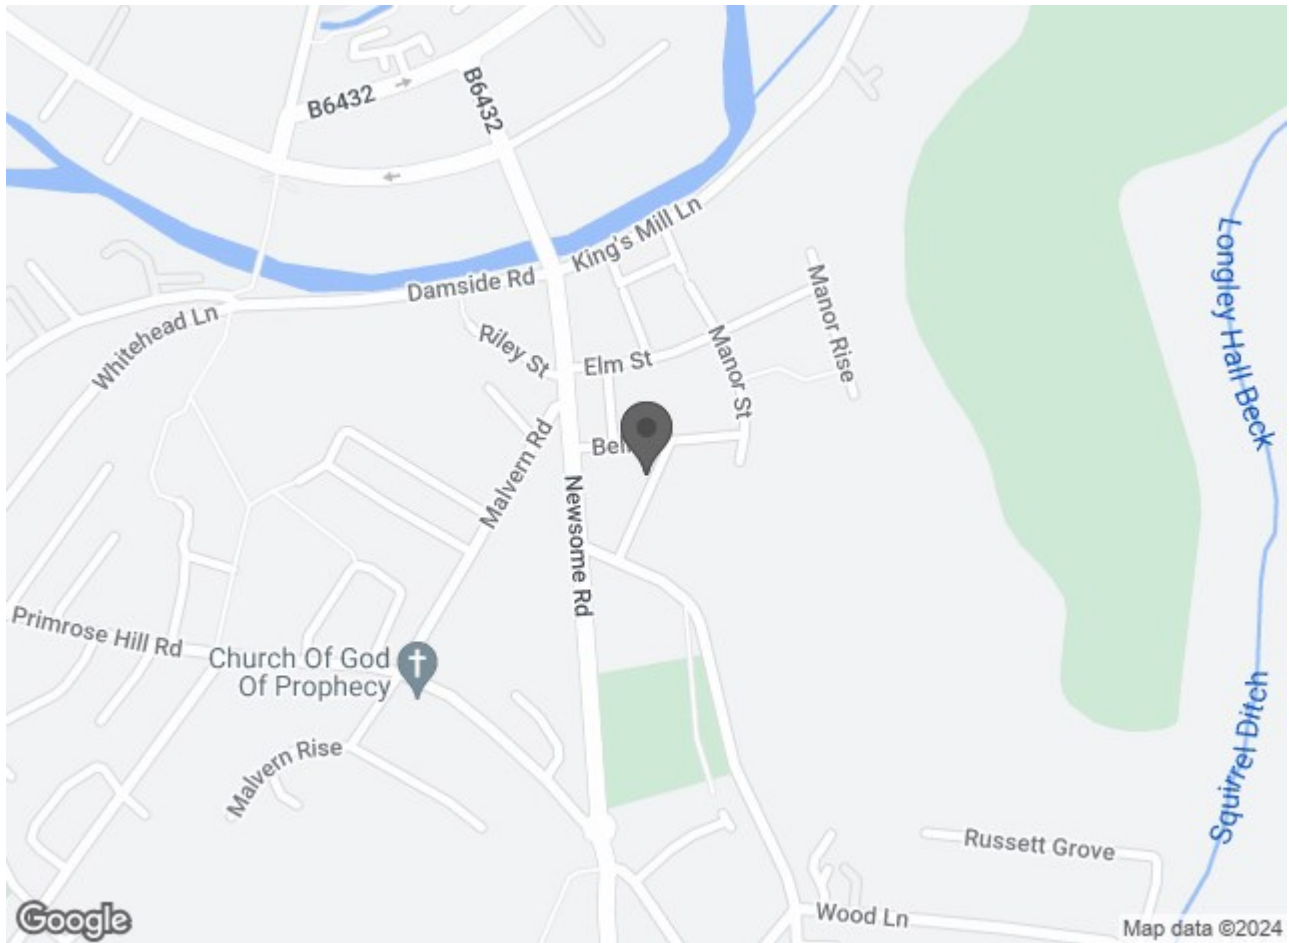 B6432
B6432
King's Mill Ln
Damside Rd
Whitehead Ln
Riley St
Elm St
Manor St
Manor Rise
Longley Hall Beck
Malvern Rd
Newsome Rd
Primrose Hill Rd
Church Of God
Of Prophecy
Malvern Rise
Squirrel Ditch
Russett Grove
Wood Ln
Google
Map data ©2024